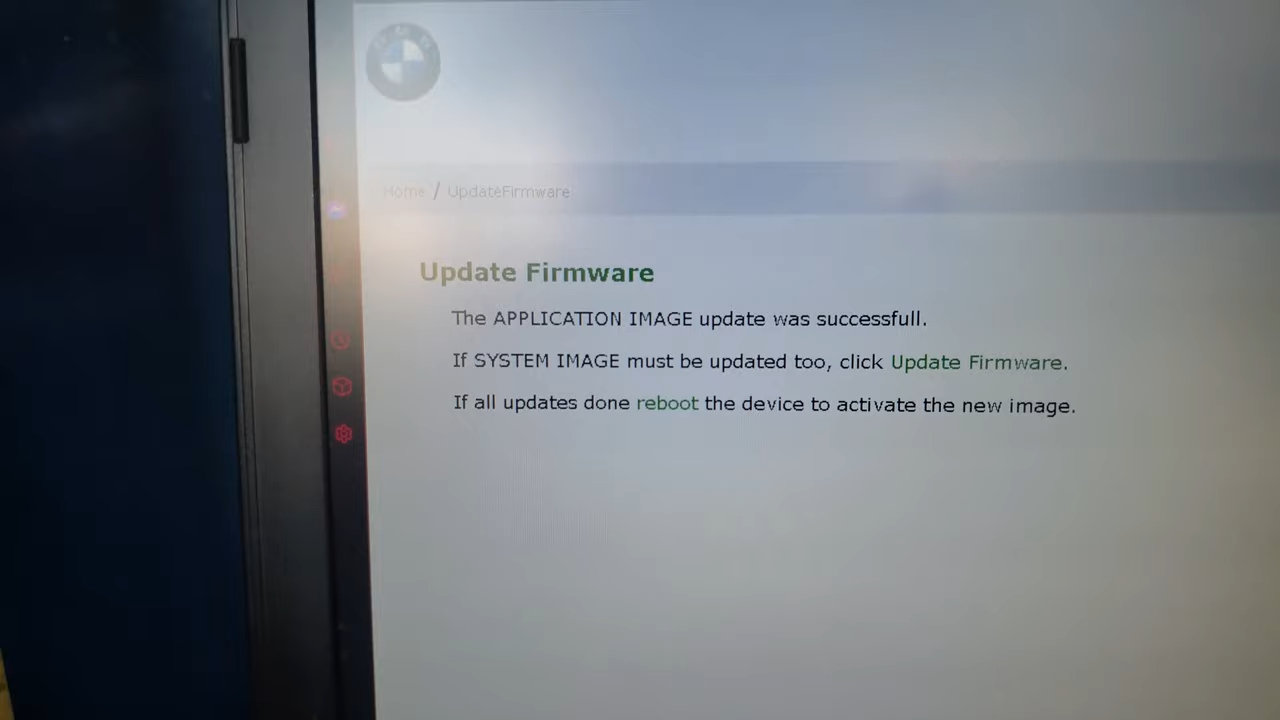 Home / UpdateFirmware
Update Firmware
The APPLICATION IMAGE update was successfull.
If SYSTEM IMAGE must be updated too, click Update Firmware.
If all updates done reboot the device to activate the new image.